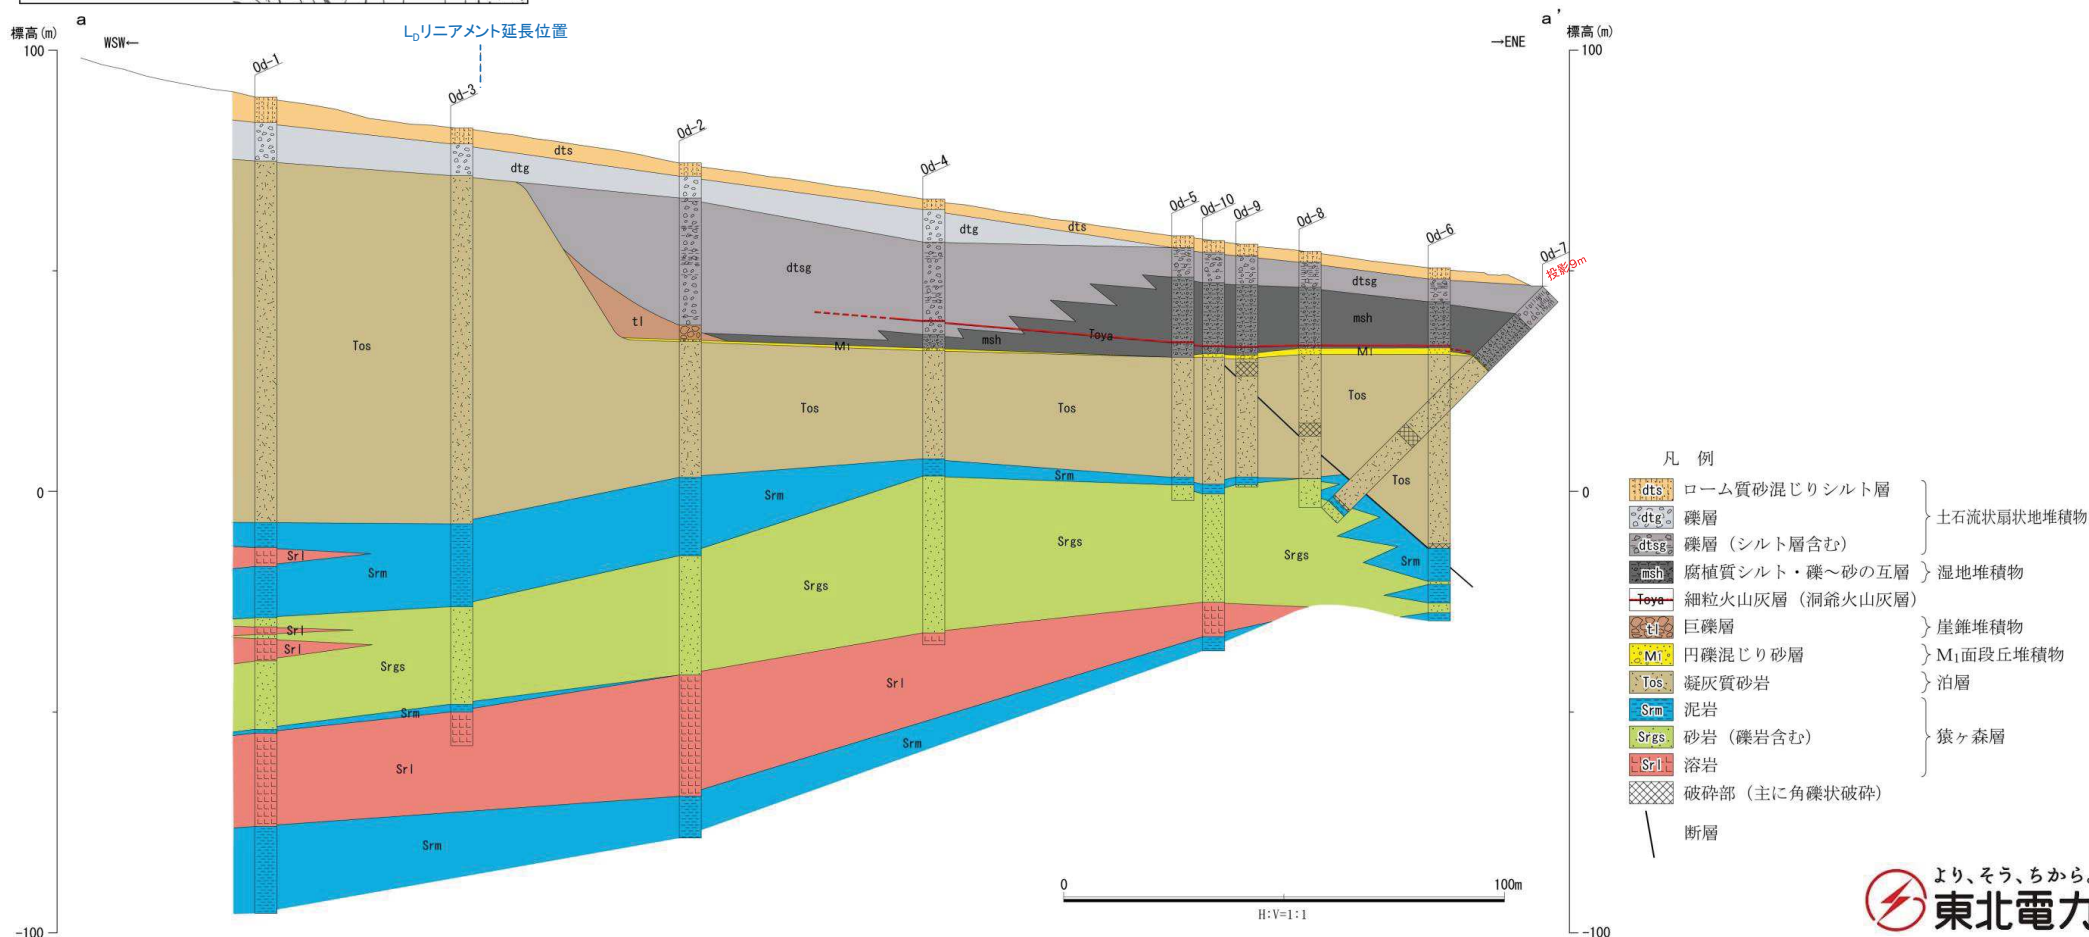 a
a'
標高(m)
標高(m)
WSW←
→ENE
LDリニアメント延長位置
100
100
0
0
-100
-100
Od-1
Od-3
Od-2
Od-4
Od-5
Od-10
Od-9
Od-8
Od-6
Od-7
投影9m
dts
dtg
dtg
dts
dtsg
dtsg
tl
msh
msh
Toya
M1
M1
Tos
Tos
Tos
Tos
Tos
Srm
Srm
Srm
Srm
Srl
Srl
Srl
Srgs
Srgs
Srgs
Srgs
Srm
Srl
Srl
Srm
Srm
0
100m
H:V=1:1
凡 例
dts ローム質砂混じりシルト層
dtg 礫層
土石流状扇状地堆積物
dtsg 礫層(シルト層含む)
msh 腐植質シルト・礫~砂の互層 湿地堆積物
Toya 細粒火山灰層(洞爺火山灰層)
tl 巨礫層 崖錐堆積物
M1 円礫混じり砂層 M1面段丘堆積物
Tos 凝灰質砂岩 泊層
Srm 泥岩
Srgs 砂岩(礫岩含む) 猿ヶ森層
Srl 溶岩
破砕部(主に角礫状破砕)
断層
より、そう、ちから。
東北電力